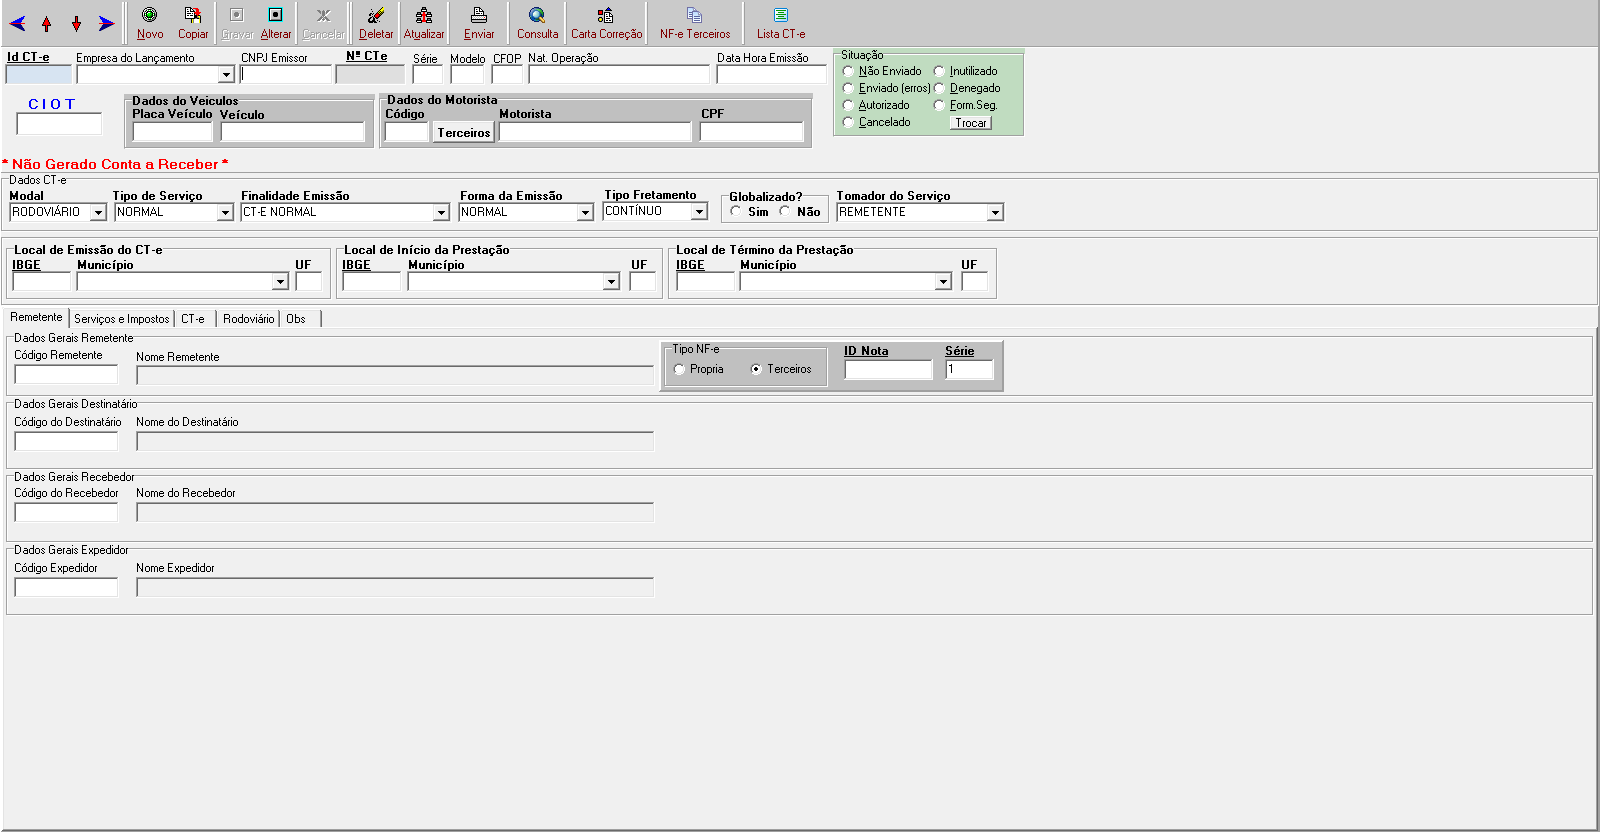 Novo Copiar Gravar Alterar Cancelar Deletar Atualizar Enviar Consulta Carta Correção NF-e Terceiros Lista CT-e
Id CT-e Empresa do Lançamento CNPJ Emissor Nº CTe Série Modelo CFOP Nat. Operação Data Hora Emissão
Situação
Não Enviado Inutilizado
Enviado (erros) Denegado
Autorizado Form.Seg.
Cancelado Trocar
C I O T
Dados do Veiculos
Placa Veículo Veículo
Dados do Motorista
Código Motorista CPF
Terceiros
* Não Gerado Conta a Receber *
Dados CT-e
Modal Tipo de Serviço Finalidade Emissão Forma da Emissão Tipo Fretamento Globalizado? Tomador do Serviço
RODOVIÁRIO NORMAL CT-E NORMAL NORMAL CONTÍNUO Sim Não REMETENTE
Local de Emissão do CT-e Local de Início da Prestação Local de Término da Prestação
IBGE Município UF IBGE Município UF IBGE Município UF
Remetente Serviços e Impostos CT-e Rodoviário Obs
Dados Gerais Remetente
Código Remetente Nome Remetente
Tipo NF-e
Propria Terceiros
ID Nota Série
1
Dados Gerais Destinatário
Código do Destinatário Nome do Destinatário
Dados Gerais Recebedor
Código do Recebedor Nome do Recebedor
Dados Gerais Expedidor
Código Expedidor Nome Expedidor